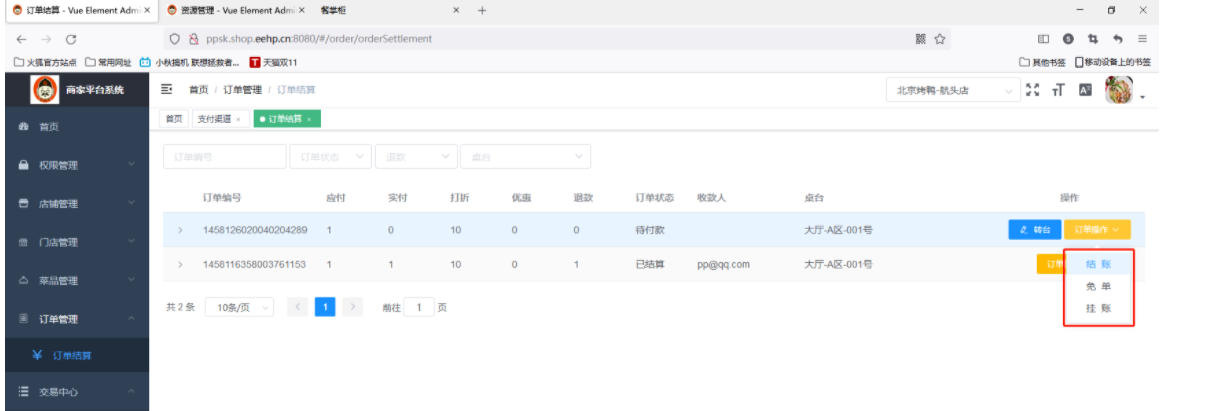 订单结算 - Vue Element Admi × 资源管理 - Vue Element Admi × 餐掌柜 × +
ppsk.shop.eehp.cn:8080/#/order/orderSettlement
火狐官方站点 常用网址 小秋搞机 联想拯救者... 天猫双11 其他书签 移动设备上的书签
商家平台系统 首页 / 订单管理 / 订单结算 北京烤鸭-航头店
首页 支付渠道 × 订单结算 ×
首页
订单编号 订单状态 退款 桌台
权限管理
订单编号 应付 实付 打折 优惠 退款 订单状态 收款人 桌台 操作
店铺管理
1458126020040204289 1 0 10 0 0 待付款 大厅-A区-001号 转台 订单操作
门店管理
1458116358003761153 1 1 10 0 1 已结算 pp@qq.com 大厅-A区-001号 订单
结 账
菜品管理
免 单
共 2 条 10条/页 < 1 > 前往 1 页
挂 账
订单管理
¥ 订单结算
交易中心